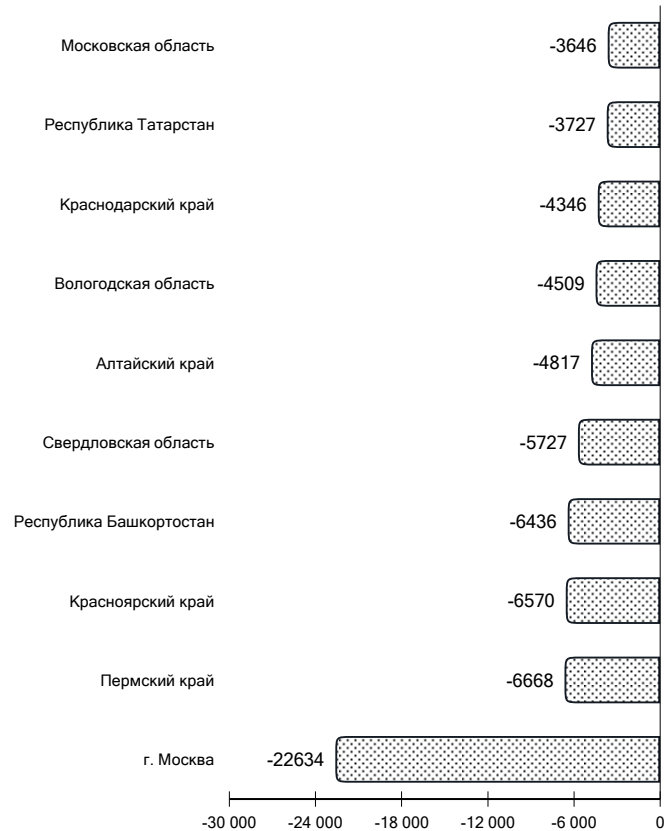 Московская область -3646
Республика Татарстан -3727
Краснодарский край -4346
Вологодская область -4509
Алтайский край -4817
Свердловская область -5727
Республика Башкортостан -6436
Красноярский край -6570
Пермский край -6668
г. Москва -22634
-30 000 -24 000 -18 000 -12 000 -6 000 0